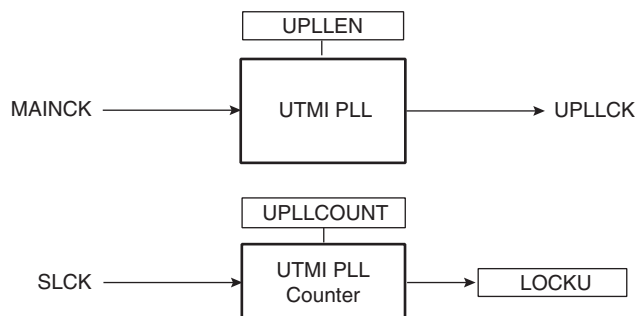 UPLLEN
MAINCK
UTMI PLL
UPLLCK
UPLLCOUNT
SLCK
UTMI PLL
Counter
LOCKU